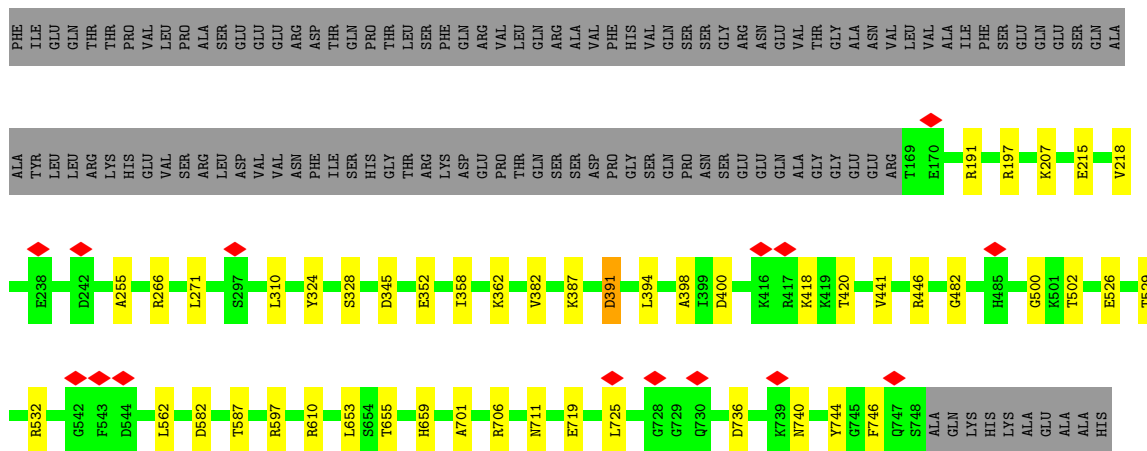 PHE ILE GLU GLU GLN THR THR PRO VAL LEU PRO ALA SER GLU GLU GLU ARG ASP THR GLN PRO THR LEU SER PHE GLN ARG VAL LEU GLN ARG ALA VAL PHE HIS VAL GLN SER SER GLY ARG ASN GLU VAL THR GLY ALA ASN VAL LEU VAL ALA ILE PHE SER GLU GLN GLU SER GLN ALA
ALA TYR LEU LEU ARG LYS HIS GLU VAL SER ARG LEU ASP VAL VAL ASN PHE ILE SER HIS GLY THR ARG LYS ASP GLU PRO THR GLN SER SER ASP PRO GLY SER GLN PRO ASN SER GLU GLU GLN ALA GLY GLY GLU GLU ARG T169 E170 R191 R197 K207 E215 V218
E238 D242 A255 R266 L271 S297 L310 Y324 S328 D345 E352 I358 K362 V382 K387 D391 L394 A398 I399 D400 K416 R417 K418 K419 T420 V441 R446 G482 H485 G500 K501 T502 E526 T529
R532 G542 F543 D544 L562 D582 T587 R597 R610 L653 S654 T655 H659 A701 R706 N711 E719 L725 G728 G729 Q730 D736 K739 N740 Y744 G745 F746 Q747 S748 ALA GLN LYS HIS LYS ALA GLU ALA ALA HIS